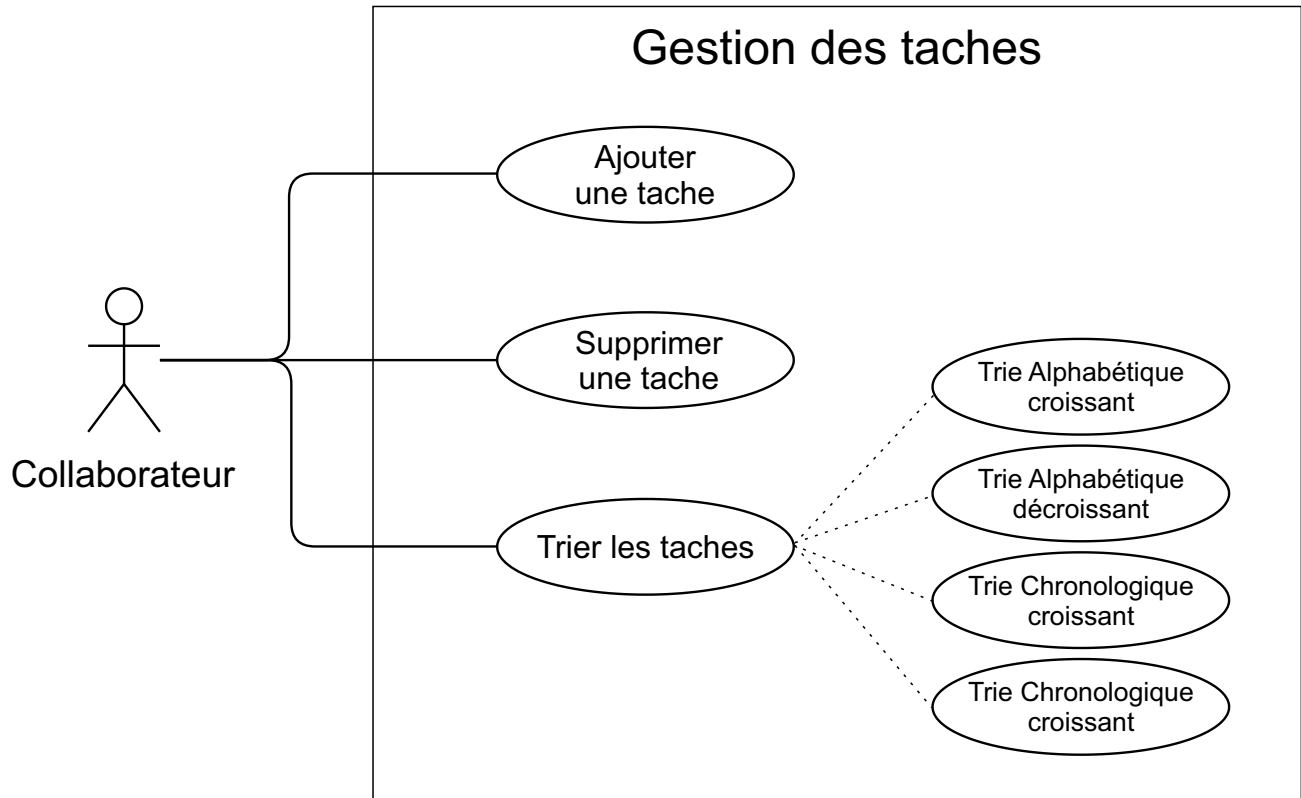 Gestion des taches
Ajouter
une tache
Supprimer
une tache
Collaborateur
Trier les taches
Trie Alphabétique
croissant
Trie Alphabétique
décroissant
Trie Chronologique
croissant
Trie Chronologique
croissant